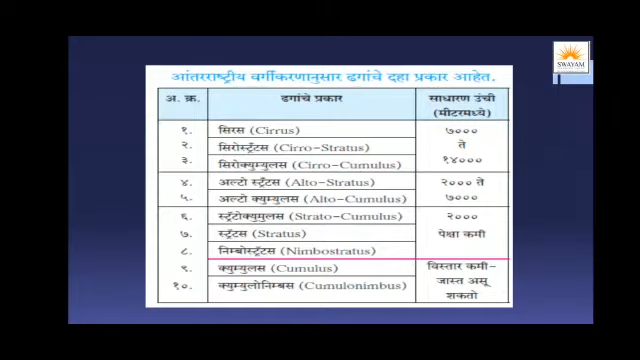 SWAYAM
आंतरराष्ट्रीय वर्गीकरणानुसार ढगांचे दहा प्रकार आहेत.
अ. क्र. ढगांचे प्रकार साधारण उंची (मीटरमध्ये)
१. सिरस (Cirrus) ७०००
२. सिरोस्ट्रॅटस (Cirro-Stratus) ते
३. सिरोक्युम्युलस (Cirro-Cumulus) १४०००
४. अल्टो स्ट्रॅटस (Alto-Stratus) २००० ते
५. अल्टो क्युम्युलस (Alto-Cumulus) ७०००
६. स्ट्रॅटोक्युमुलस (Strato-Cumulus) २०००
७. स्ट्रॅटस (Stratus) पेक्षा कमी
८. निम्बोस्ट्रॅटस (Nimbostratus)
९. क्युम्युलस (Cumulus) विस्तार कमी-
१०. क्युम्युलोनिम्बस (Cumulonimbus) जास्त असू
शकतो